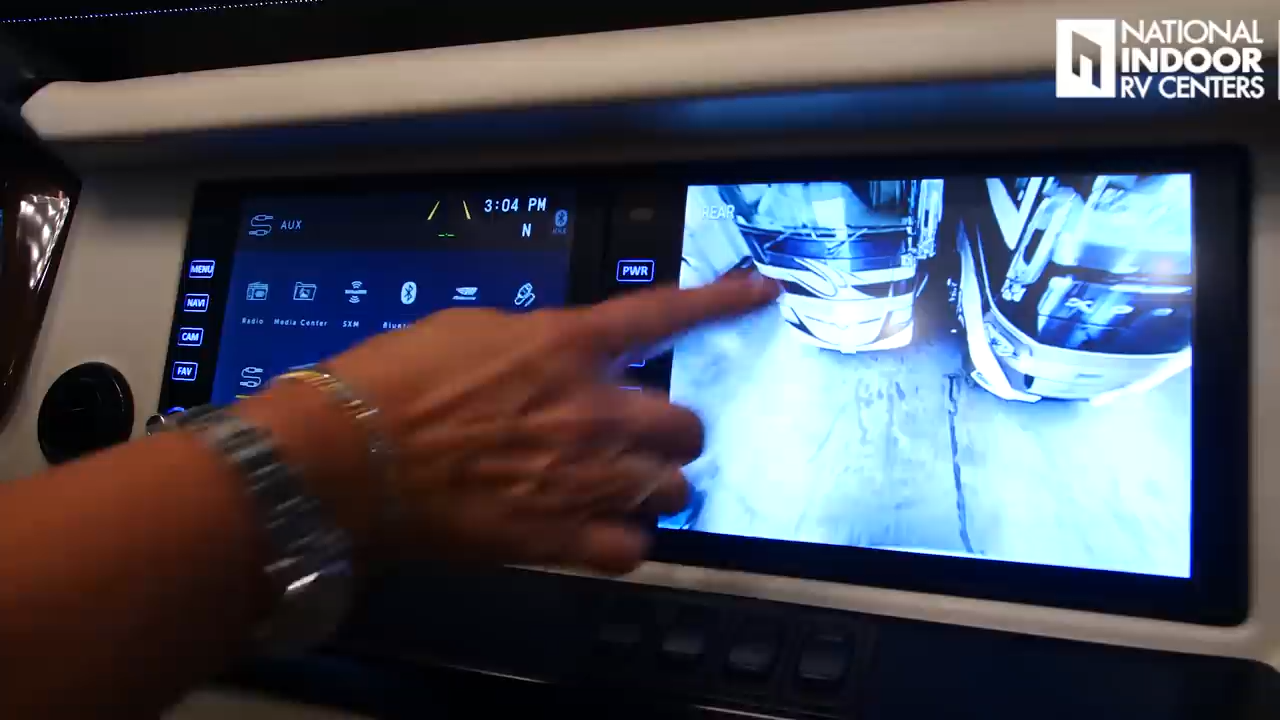 NATIONAL
INDOOR
RV CENTERS
AUX
3:04 PM
N
REAR
MENU
NAVI
CAM
FAV
PWR
Radio
Media Center
SXM